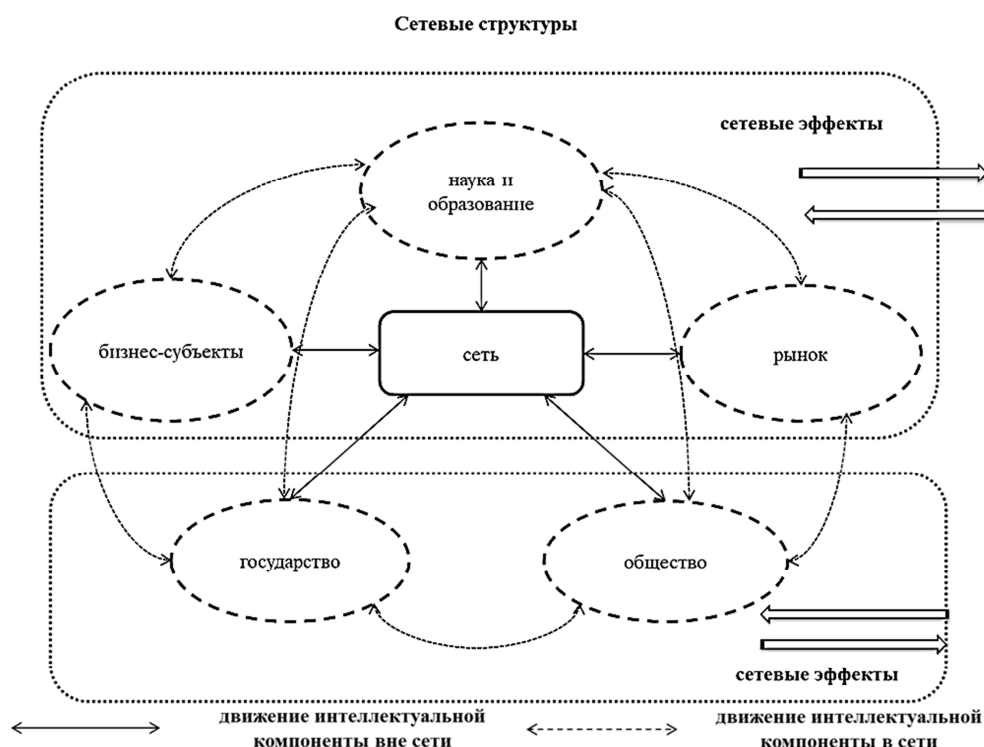 Сетевые структуры
сетевые эффекты
наука и
образование
бизнес-субъекты
сеть
рынок
государство
общество
сетевые эффекты
движение интеллектуальной
компоненты вне сети
движение интеллектуальной
компоненты в сети